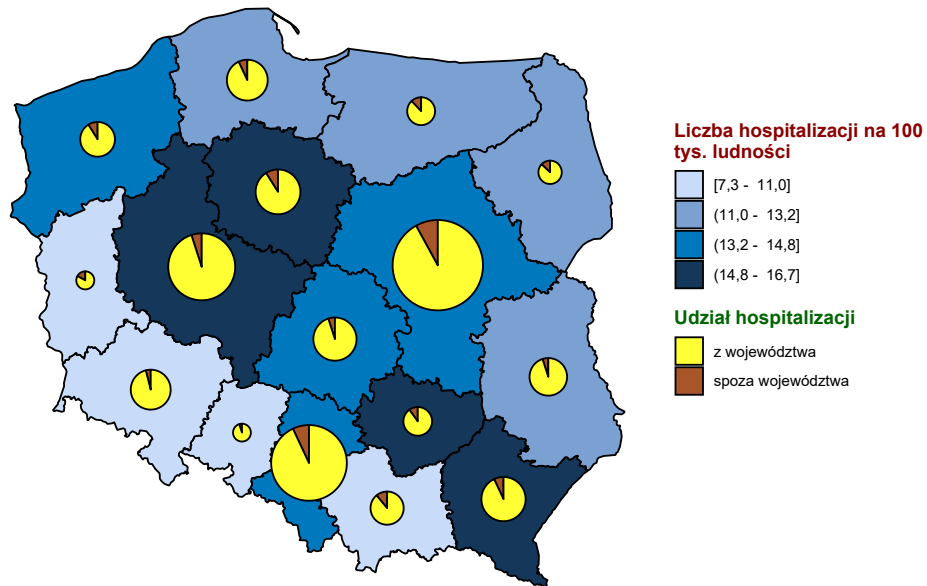 Liczba hospitalizacji na 100
tys. ludności
[7,3 - 11,0]
(11,0 - 13,2]
(13,2 - 14,8]
(14,8 - 16,7]
Udział hospitalizacji
z województwa
spoza województwa